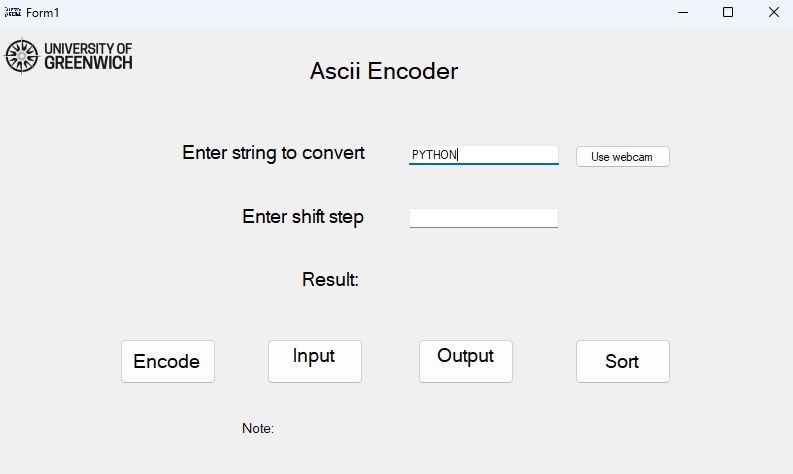 Form1
UNIVERSITY OF
GREENWICH
Ascii Encoder
Enter string to convert PYTHON Use webcam
Enter shift step
Result:
Encode Input Output Sort
Note: